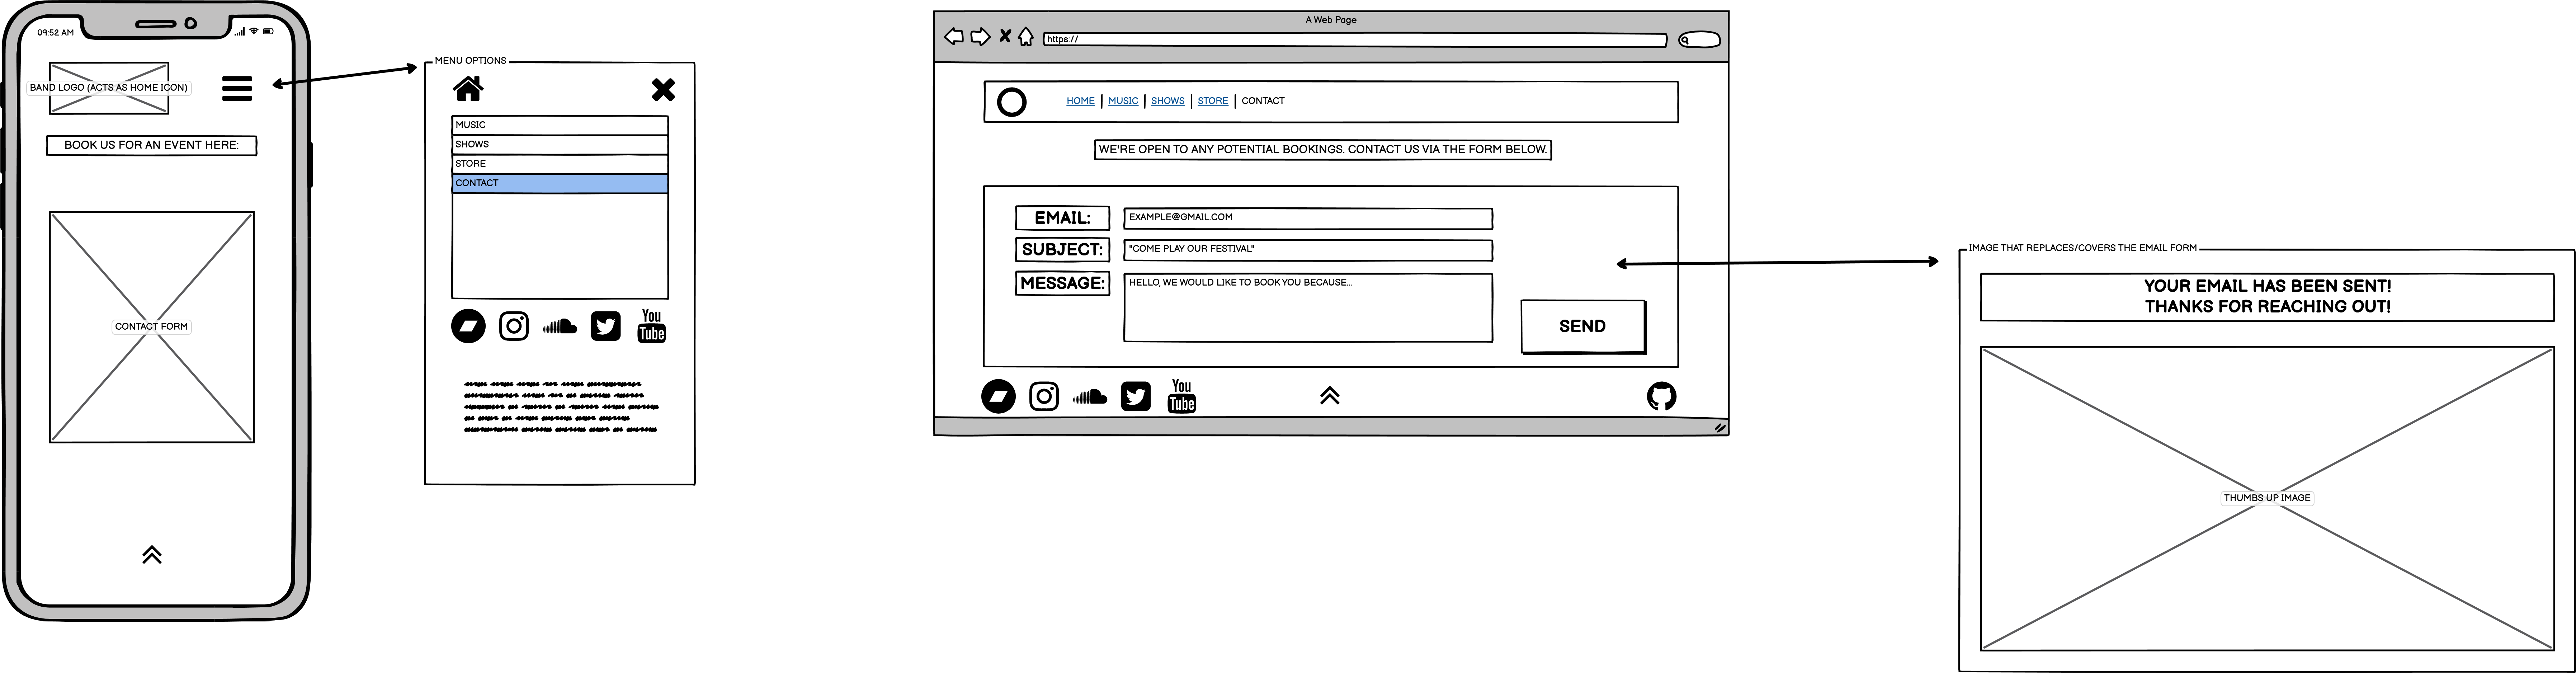 09:52 AM
BAND LOGO (ACTS AS HOME ICON)
BOOK US FOR AN EVENT HERE:
CONTACT FORM
MENU OPTIONS
MUSIC
SHOWS
STORE
CONTACT
You
Tube
A Web Page
https://
HOME | MUSIC | SHOWS | STORE | CONTACT
WE'RE OPEN TO ANY POTENTIAL BOOKINGS. CONTACT US VIA THE FORM BELOW.
EMAIL:
EXAMPLE@GMAIL.COM
SUBJECT:
"COME PLAY OUR FESTIVAL"
MESSAGE:
HELLO, WE WOULD LIKE TO BOOK YOU BECAUSE...
SEND
You
Tube
IMAGE THAT REPLACES/COVERS THE EMAIL FORM
YOUR EMAIL HAS BEEN SENT!
THANKS FOR REACHING OUT!
THUMBS UP IMAGE